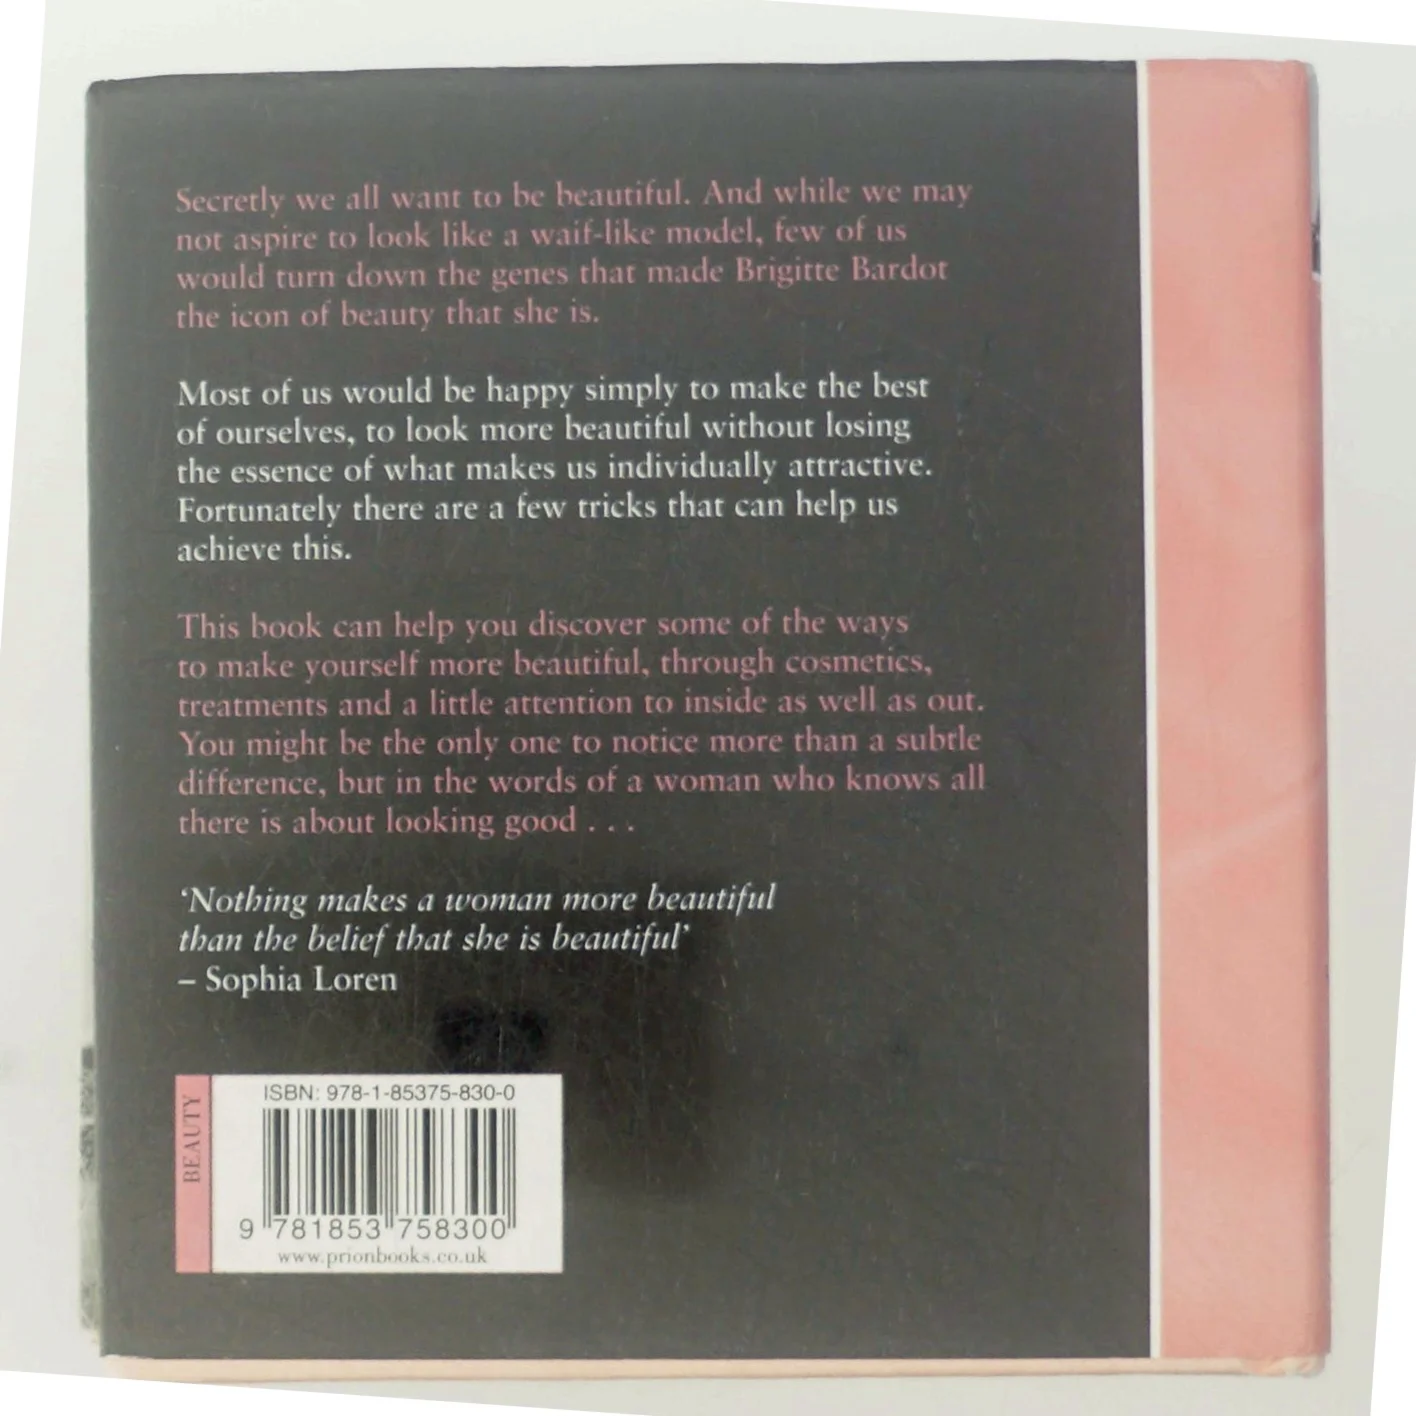 Secretly we all want to be beautiful. And while we may
not aspire to look like a waif-like model, few of us
would turn down the genes that made Brigitte Bardot
the icon of beauty that she is.
Most of us would be happy simply to make the best
of ourselves, to look more beautiful without losing
the essence of what makes us individually attractive.
Fortunately there are a few tricks that can help us
achieve this.
This book can help you discover some of the ways
to make yourself more beautiful, through cosmetics,
treatments and a little attention to inside as well as out.
You might be the only one to notice more than a subtle
difference, but in the words of a woman who knows all
there is about looking good . . .
‘Nothing makes a woman more beautiful
than the belief that she is beautiful’
– Sophia Loren
BEAUTY
ISBN: 978-1-85375-830-0
9 781853 758300
www.prionbooks.co.uk